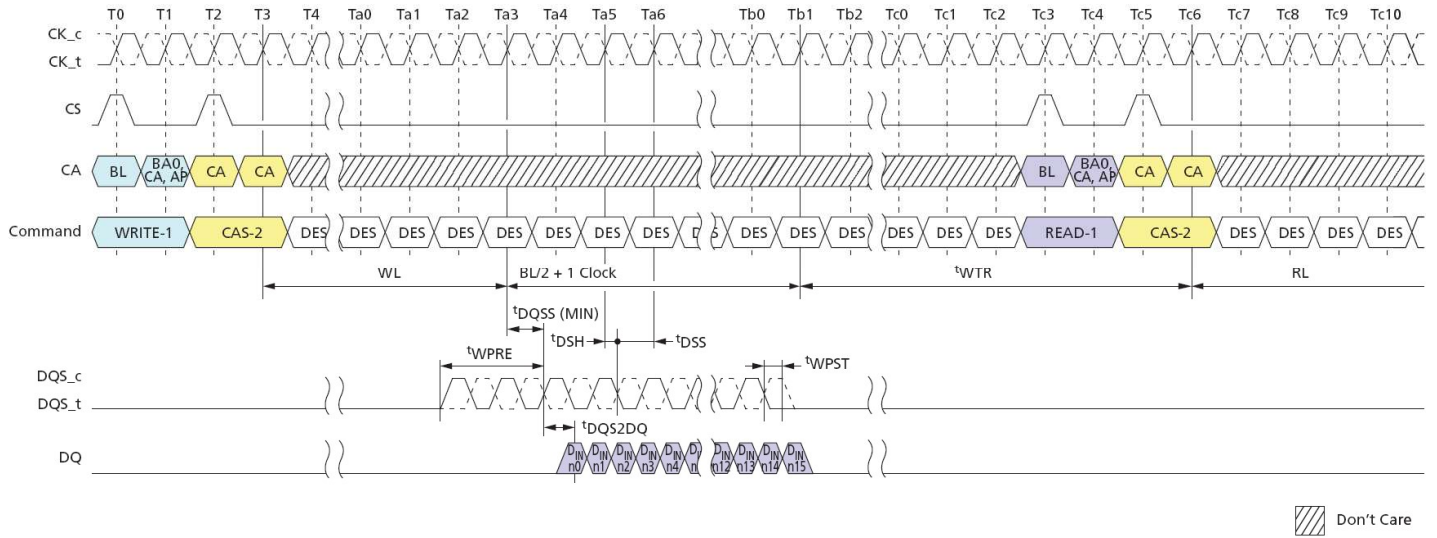 T0 T1 T2 T3 T4 Ta0 Ta1 Ta2 Ta3 Ta4 Ta5 Ta6 Tb0 Tb1 Tb2 Tc0 Tc1 Tc2 Tc3 Tc4 Tc5 Tc6 Tc7 Tc8 Tc9 Tc10
CK_c
CK_t
CS
CA BL BA0, CA, AP CA CA BL BA0, CA, AP CA CA
Command WRITE-1 CAS-2 DES DES DES DES DES DES DES DES DES DES DES DES DES DES DES READ-1 CAS-2 DES DES DES DES
WL BL/2 + 1 Clock tWTR RL
tDQSS (MIN)
tDSH tDSS
tWPRE tWPST
DQS_c
DQS_t
tDQS2DQ
DQ DIN n0 DIN n1 DIN n2 DIN n3 DIN n4 DIN n12 DIN n13 DIN n14 DIN n15
Don't Care